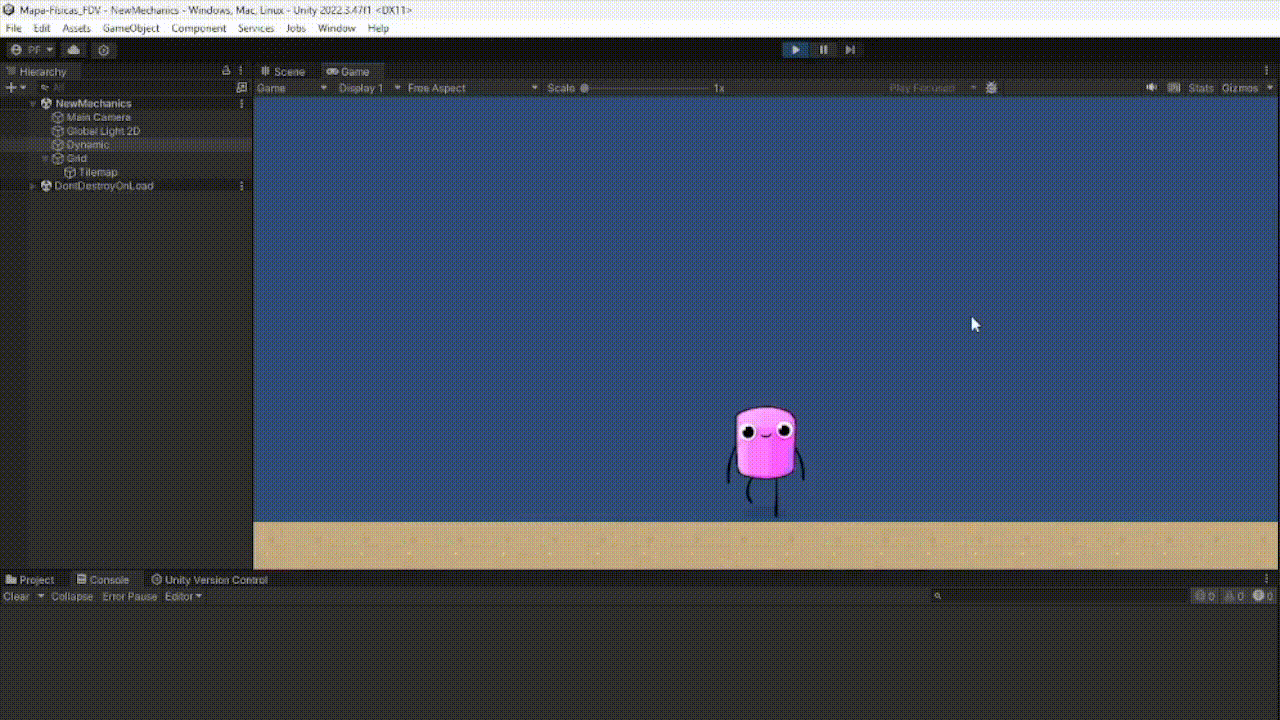 Mapa-Fisicas_FDV - NewMechanics - Windows, Mac, Linux - Unity 2022.3.47f1 <DX11>
File Edit Assets GameObject Component Services Jobs Window Help
PF
Hierarchy Scene Game
All Game Display 1 Free Aspect Scale 1x Play Focused Stats Gizmos
NewMechanics
Main Camera
Global Light 2D
Dynamic
Grid
Tilemap
DontDestroyOnLoad
Project Console Unity Version Control
Clear Collapse Error Pause Editor 0 0 0